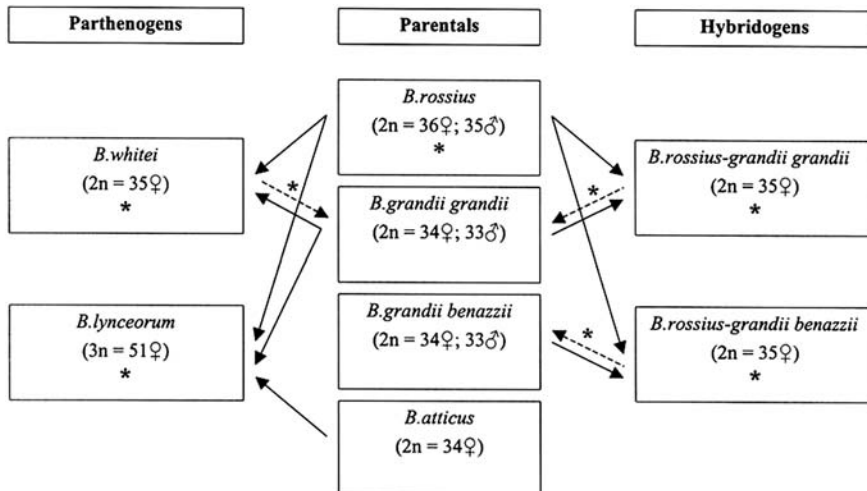 Parthenogens
Parentals
Hybridogens
B.rossius
(2n = 36♀; 35♂)
*
B.whitei
(2n = 35♀)
*
*
B.grandii grandii
(2n = 34♀; 33♂)
*
B.rossius-grandii grandii
(2n = 35♀)
*
B.lynceorum
(3n = 51♀)
*
B.grandii benazzii
(2n = 34♀; 33♂)
*
B.rossius-grandii benazzii
(2n = 35♀)
*
B.atticus
(2n = 34♀)